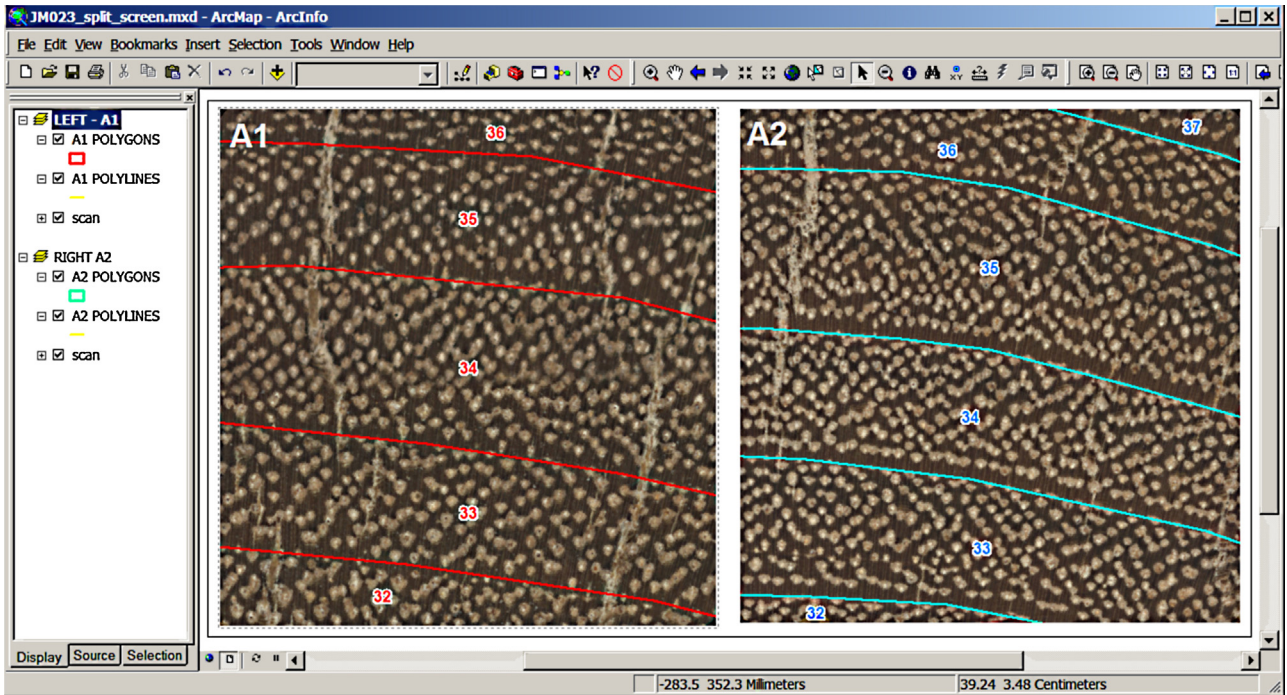 JM023_split_screen.mxd - ArcMap - ArcInfo
File Edit View Bookmarks Insert Selection Tools Window Help
LEFT - A1
A1 POLYGONS
A1 POLYLINES
scan
RIGHT A2
A2 POLYGONS
A2 POLYLINES
scan
A1
36
35
34
33
32
A2
37
36
35
34
33
32
Display Source Selection
-283.5 352.3 Millimeters
39.24 3.48 Centimeters